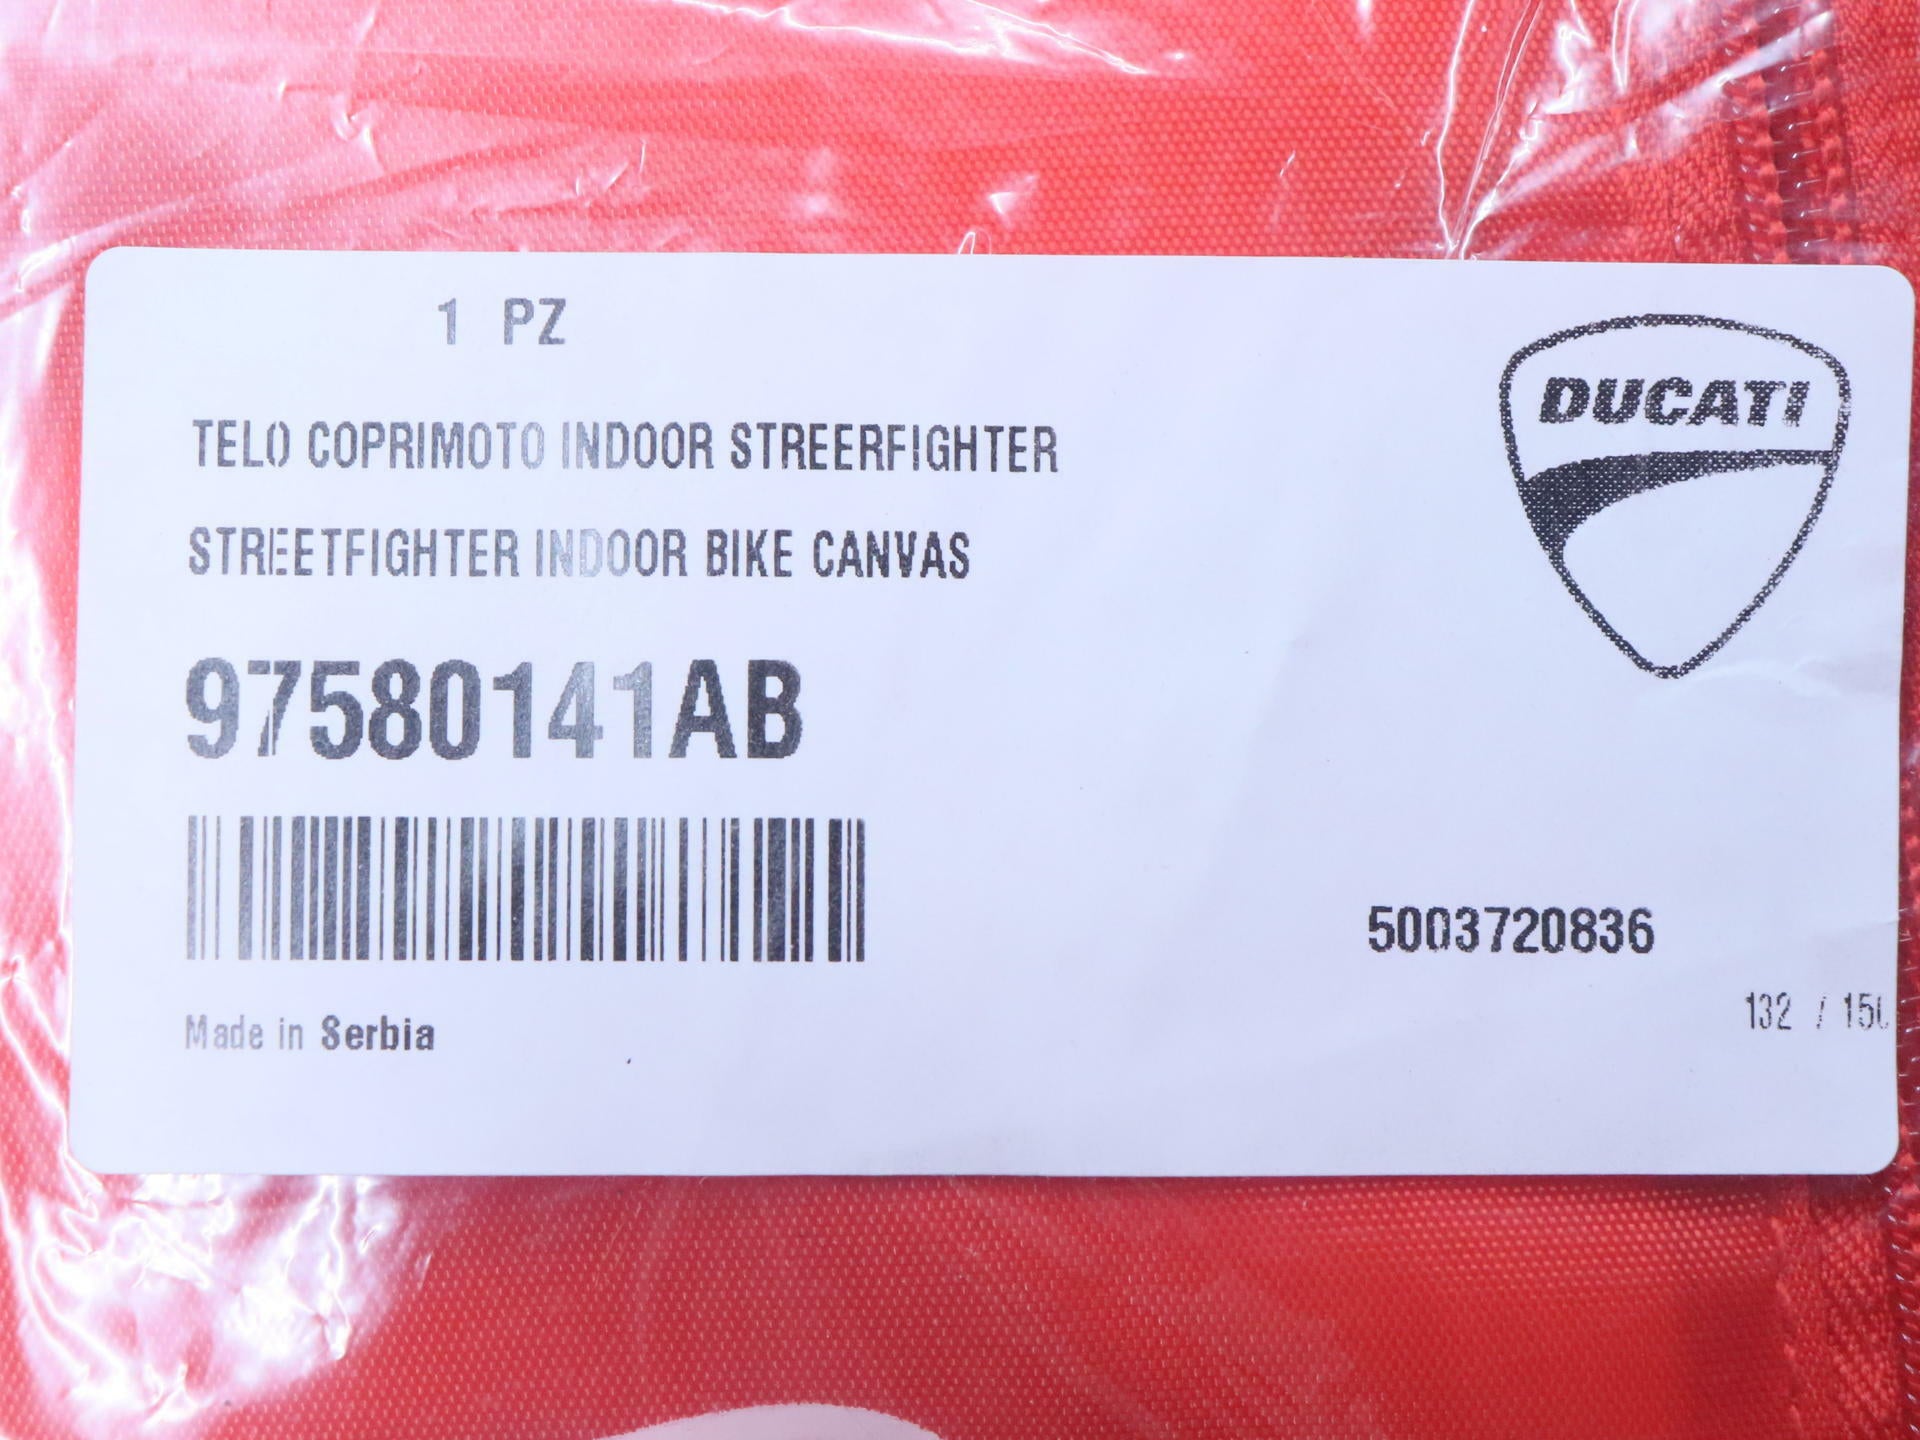 1 PZ
DUCATI
TELO COPRIMOTO INDOOR STREERFIGHTER
STREETFIGHTER INDOOR BIKE CANVAS
97580141AB
5003720836
132 / 150
Made in Serbia